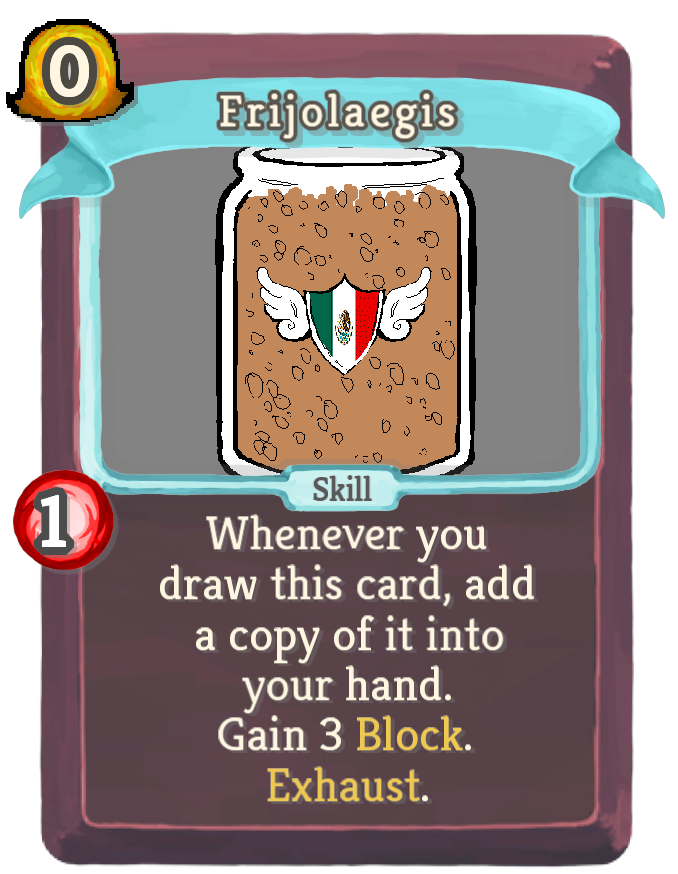 0
Frijolaegis
Skill
1
Whenever you
draw this card, add
a copy of it into
your hand.
Gain 3 Block.
Exhaust.